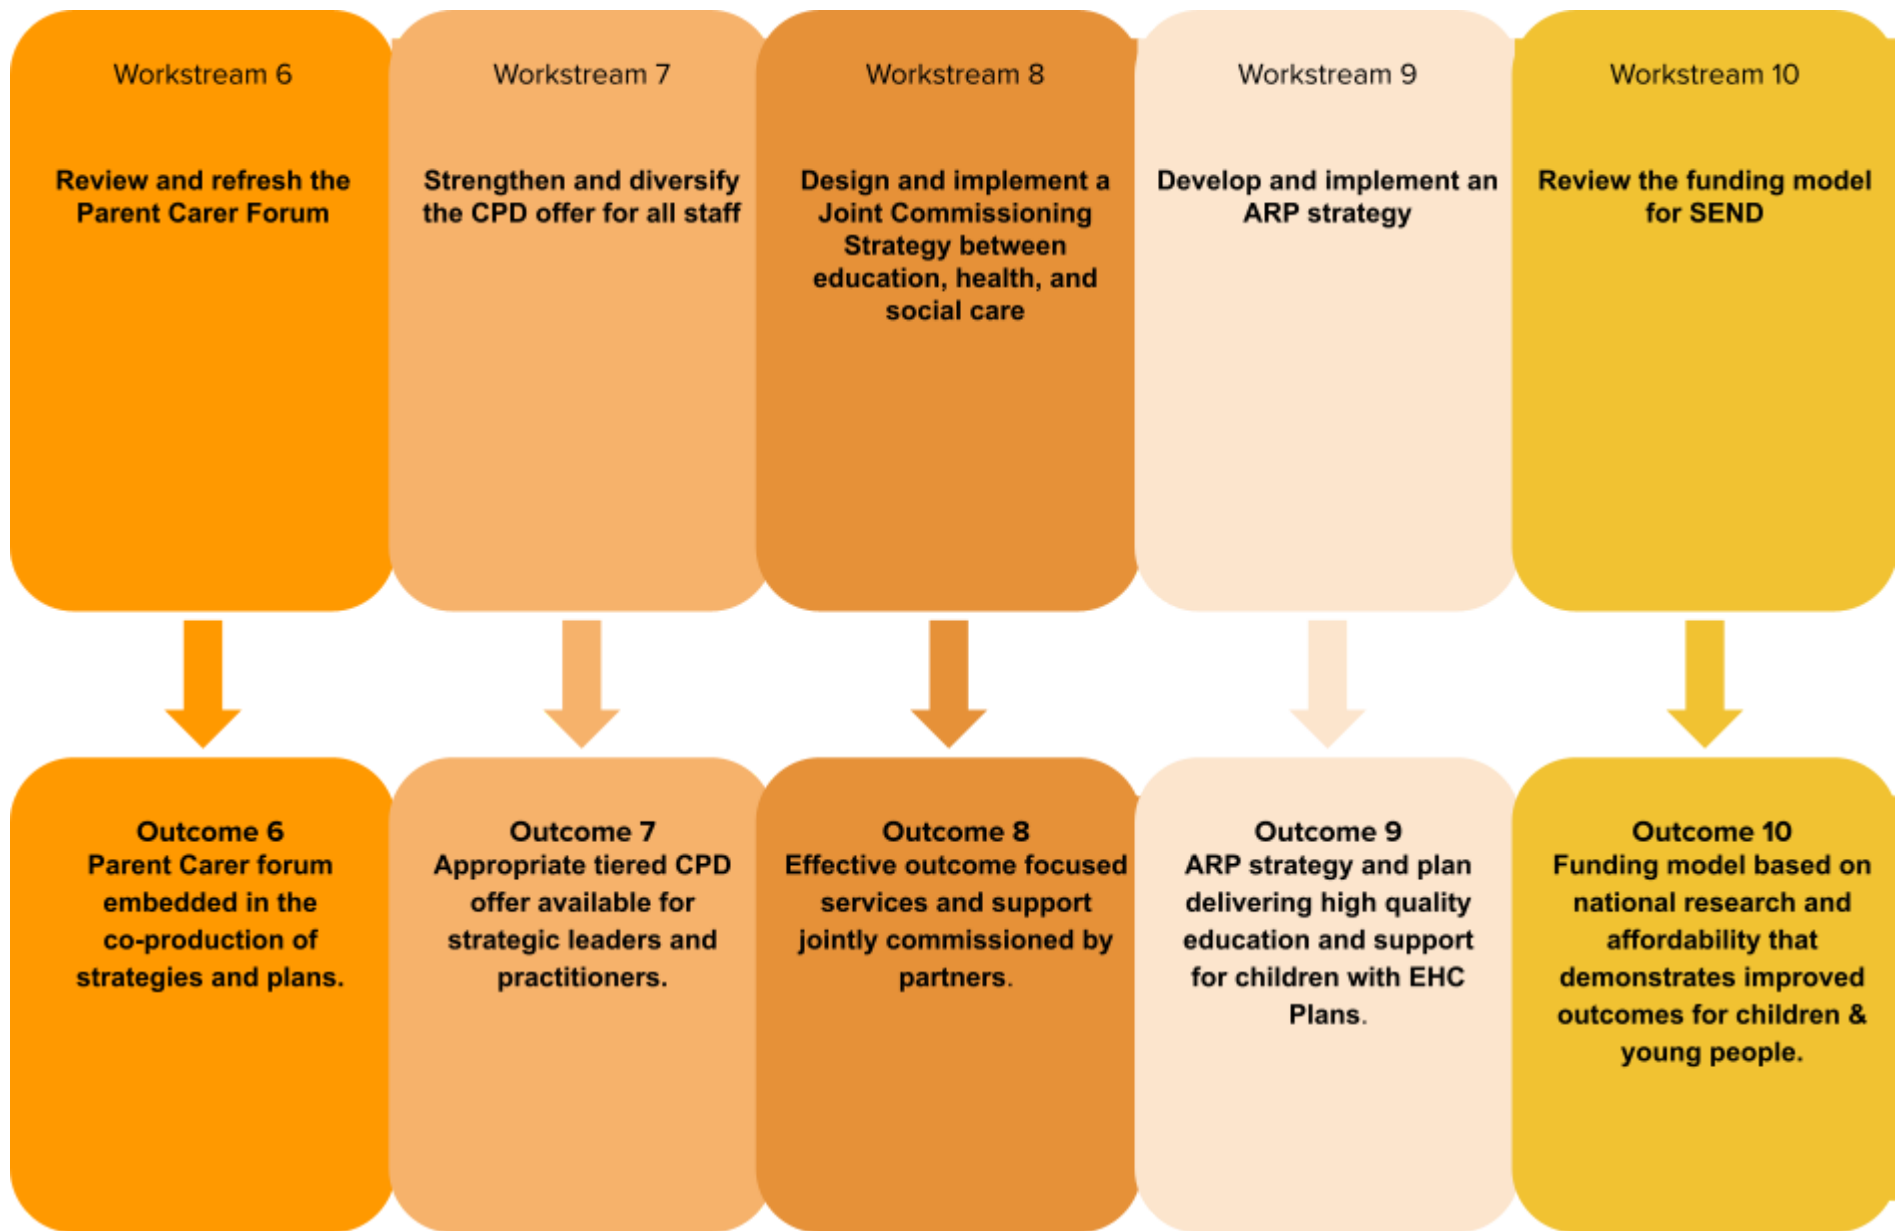 Workstream 6
Review and refresh the
Parent Carer Forum
Workstream 7
Strengthen and diversify
the CPD offer for all staff
Workstream 8
Design and implement a
Joint Commissioning
Strategy between
education, health, and
social care
Workstream 9
Develop and implement an
ARP strategy
Workstream 10
Review the funding model
for SEND
Outcome 6
Parent Carer forum
embedded in the
co-production of
strategies and plans.
Outcome 7
Appropriate tiered CPD
offer available for
strategic leaders and
practitioners.
Outcome 8
Effective outcome focused
services and support
jointly commissioned by
partners.
Outcome 9
ARP strategy and plan
delivering high quality
education and support
for children with EHC
Plans.
Outcome 10
Funding model based on
national research and
affordability that
demonstrates improved
outcomes for children &
young people.